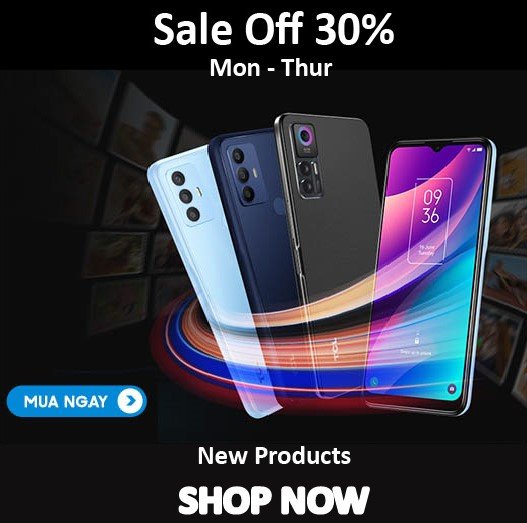 Sale Off 30%
Mon - Thur
09
36
MUA NGAY
New Products
SHOP NOW